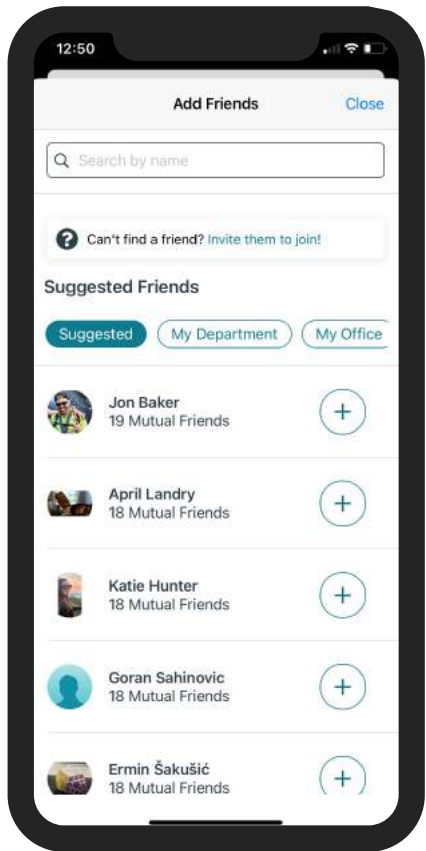 12:50
Add Friends
Close
Search by name
? Can't find a friend? Invite them to join!
Suggested Friends
Suggested
My Department
My Office
Jon Baker
19 Mutual Friends
+
April Landry
18 Mutual Friends
+
Katie Hunter
18 Mutual Friends
+
Goran Sahinovic
18 Mutual Friends
+
Ermin Šakušić
18 Mutual Friends
+